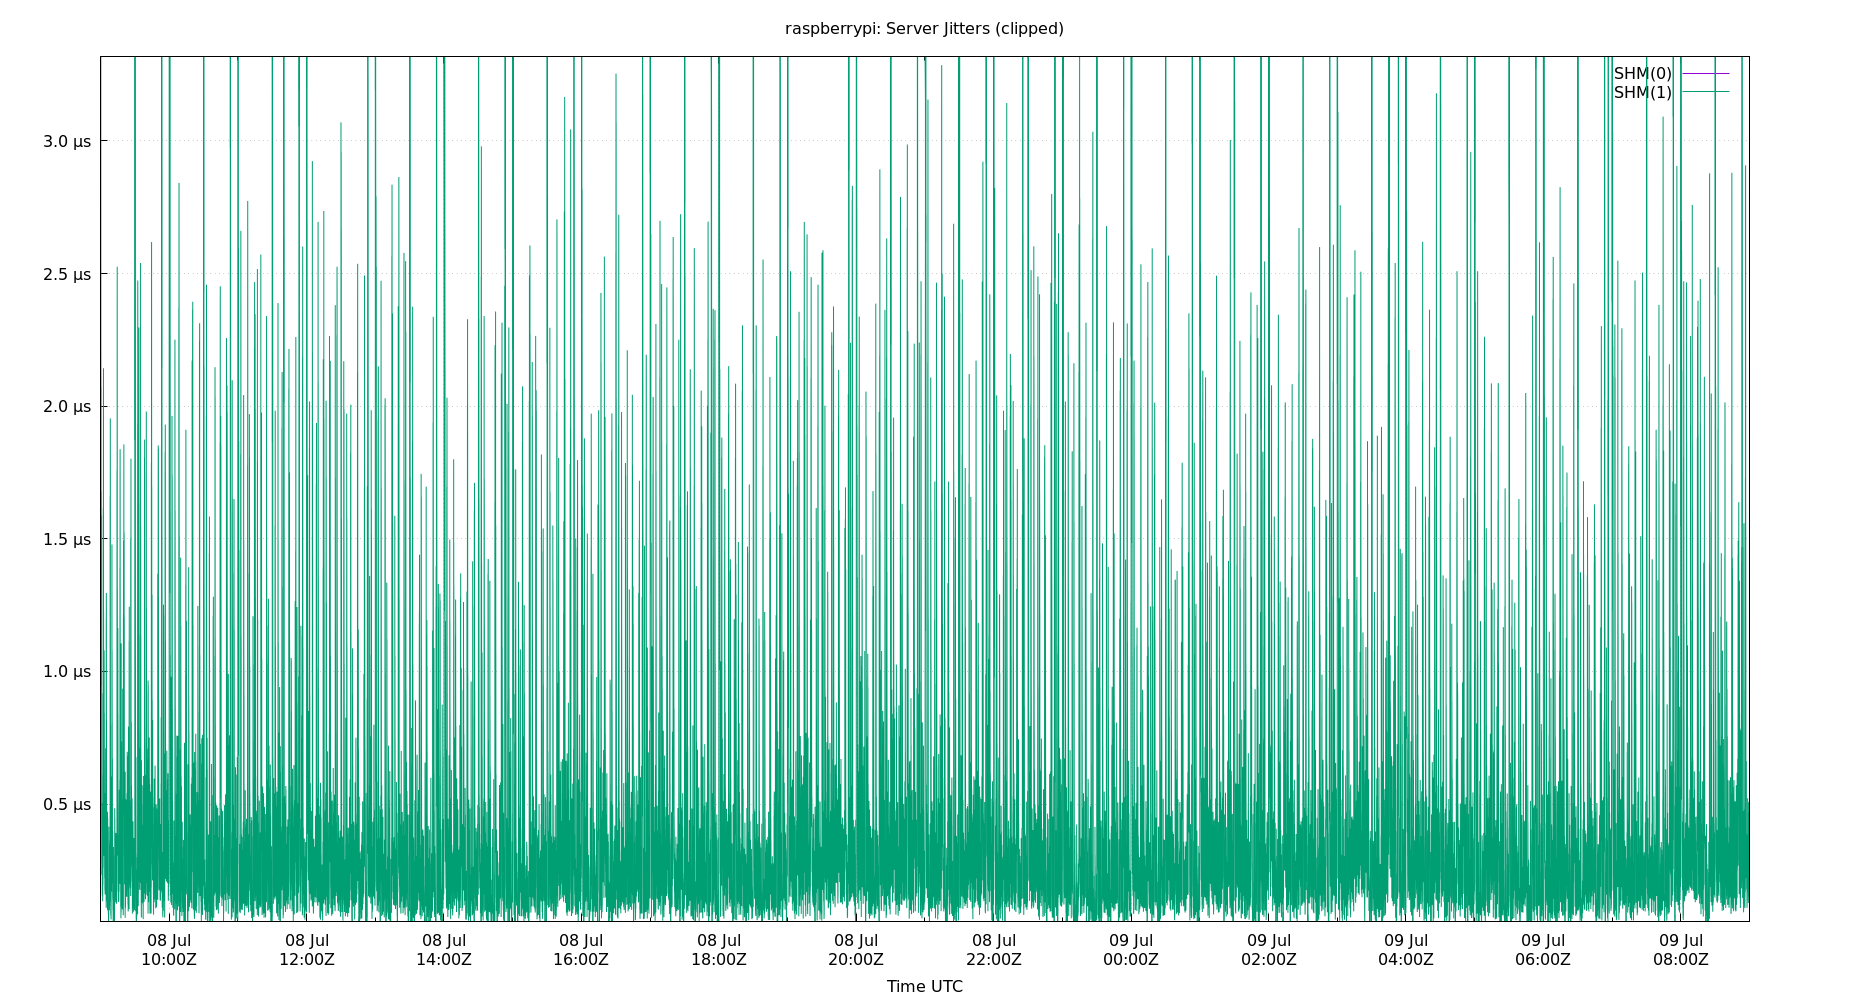 raspberrypi: Server Jitters (clipped)
SHM(0)
SHM(1)
3.0 µs
2.5 µs
2.0 µs
1.5 µs
1.0 µs
0.5 µs
08 Jul 08 Jul 08 Jul 08 Jul 08 Jul 08 Jul 08 Jul 09 Jul 09 Jul 09 Jul 09 Jul 09 Jul
10:00Z 12:00Z 14:00Z 16:00Z 18:00Z 20:00Z 22:00Z 00:00Z 02:00Z 04:00Z 06:00Z 08:00Z
Time UTC